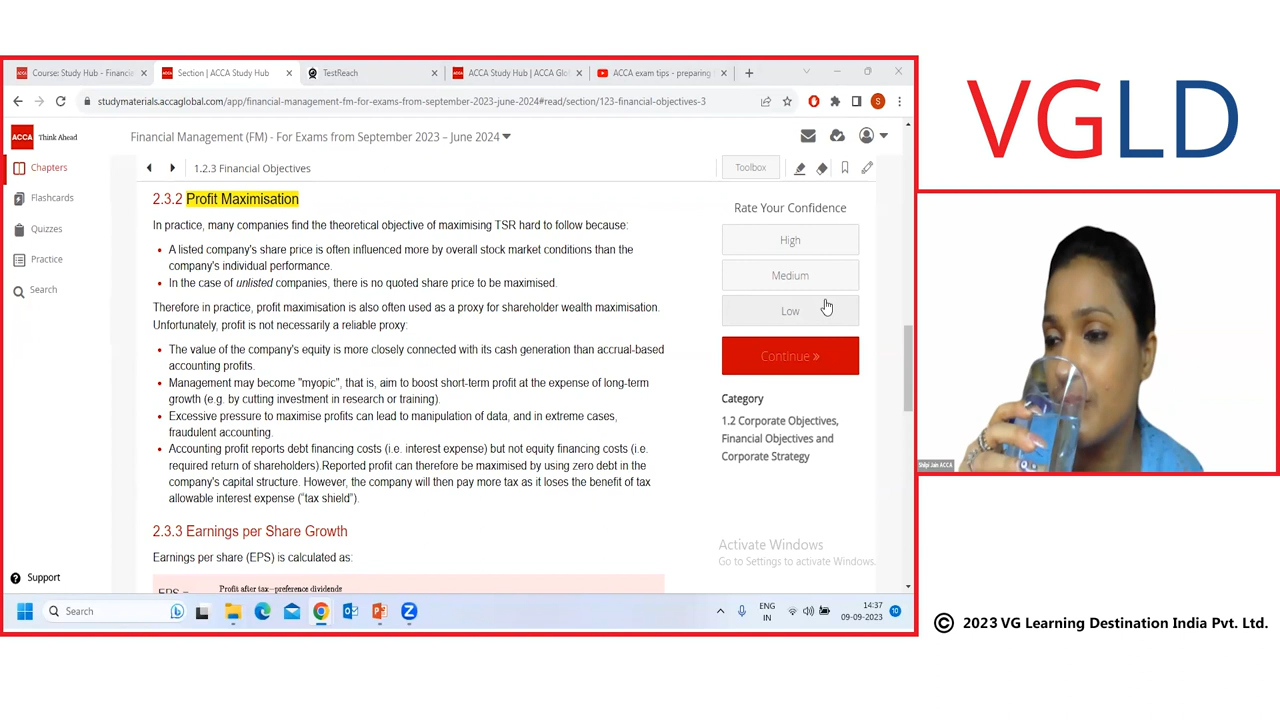 Course: Study Hub - Financi
Section | ACCA Study Hub
TestReach
ACCA Study Hub | ACCA Glo
ACCA exam tips - preparing
studymaterials.accaglobal.com/app/financial-management-fm-for-exams-from-september-2023-june-2024#read/section/123-financial-objectives-3
S
ACCA
Think Ahead
Financial Management (FM) - For Exams from September 2023 – June 2024
Chapters
Flashcards
Quizzes
Practice
Search
1.2.3 Financial Objectives
Toolbox
2.3.2 Profit Maximisation
In practice, many companies find the theoretical objective of maximising TSR hard to follow because:
• A listed company's share price is often influenced more by overall stock market conditions than the
company's individual performance.
• In the case of unlisted companies, there is no quoted share price to be maximised.
Therefore in practice, profit maximisation is also often used as a proxy for shareholder wealth maximisation.
Unfortunately, profit is not necessarily a reliable proxy:
• The value of the company's equity is more closely connected with its cash generation than accrual-based
accounting profits.
• Management may become "myopic", that is, aim to boost short-term profit at the expense of long-term
growth (e.g. by cutting investment in research or training).
• Excessive pressure to maximise profits can lead to manipulation of data, and in extreme cases,
fraudulent accounting.
• Accounting profit reports debt financing costs (i.e. interest expense) but not equity financing costs (i.e.
required return of shareholders).Reported profit can therefore be maximised by using zero debt in the
company's capital structure. However, the company will then pay more tax as it loses the benefit of tax
allowable interest expense ("tax shield").
2.3.3 Earnings per Share Growth
Earnings per share (EPS) is calculated as:
EPS = Profit after tax−preference dividends
Rate Your Confidence
High
Medium
Low
Continue »
Category
1.2 Corporate Objectives,
Financial Objectives and
Corporate Strategy
Activate Windows
Go to Settings to activate Windows.
Support
Search
ENG
IN
14:37
09-09-2023
10
VGLD
Shilpi Jain ACCA
© 2023 VG Learning Destination India Pvt. Ltd.